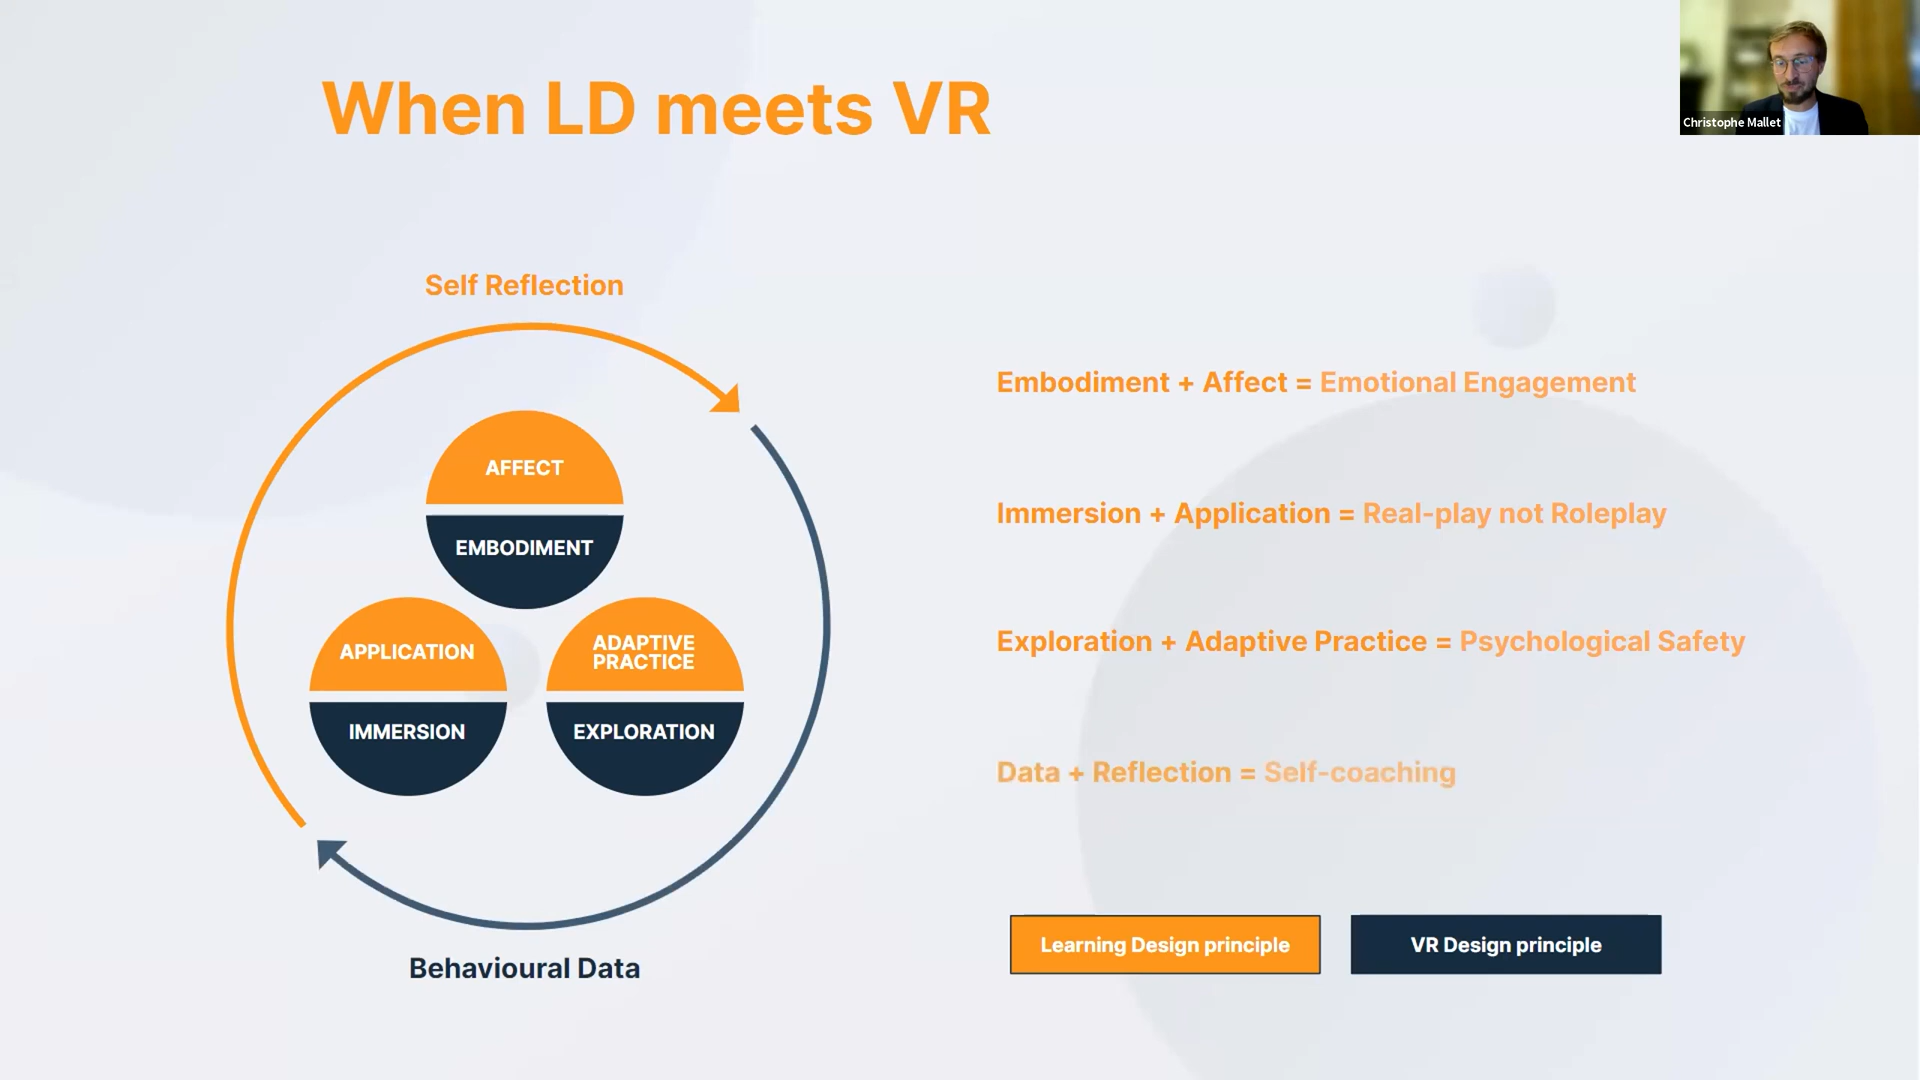 When LD meets VR
Christophe Mallet
Self Reflection
AFFECT
EMBODIMENT
APPLICATION
IMMERSION
ADAPTIVE
PRACTICE
EXPLORATION
Behavioural Data
Embodiment + Affect = Emotional Engagement
Immersion + Application = Real-play not Roleplay
Exploration + Adaptive Practice = Psychological Safety
Data + Reflection = Self-coaching
Learning Design principle
VR Design principle